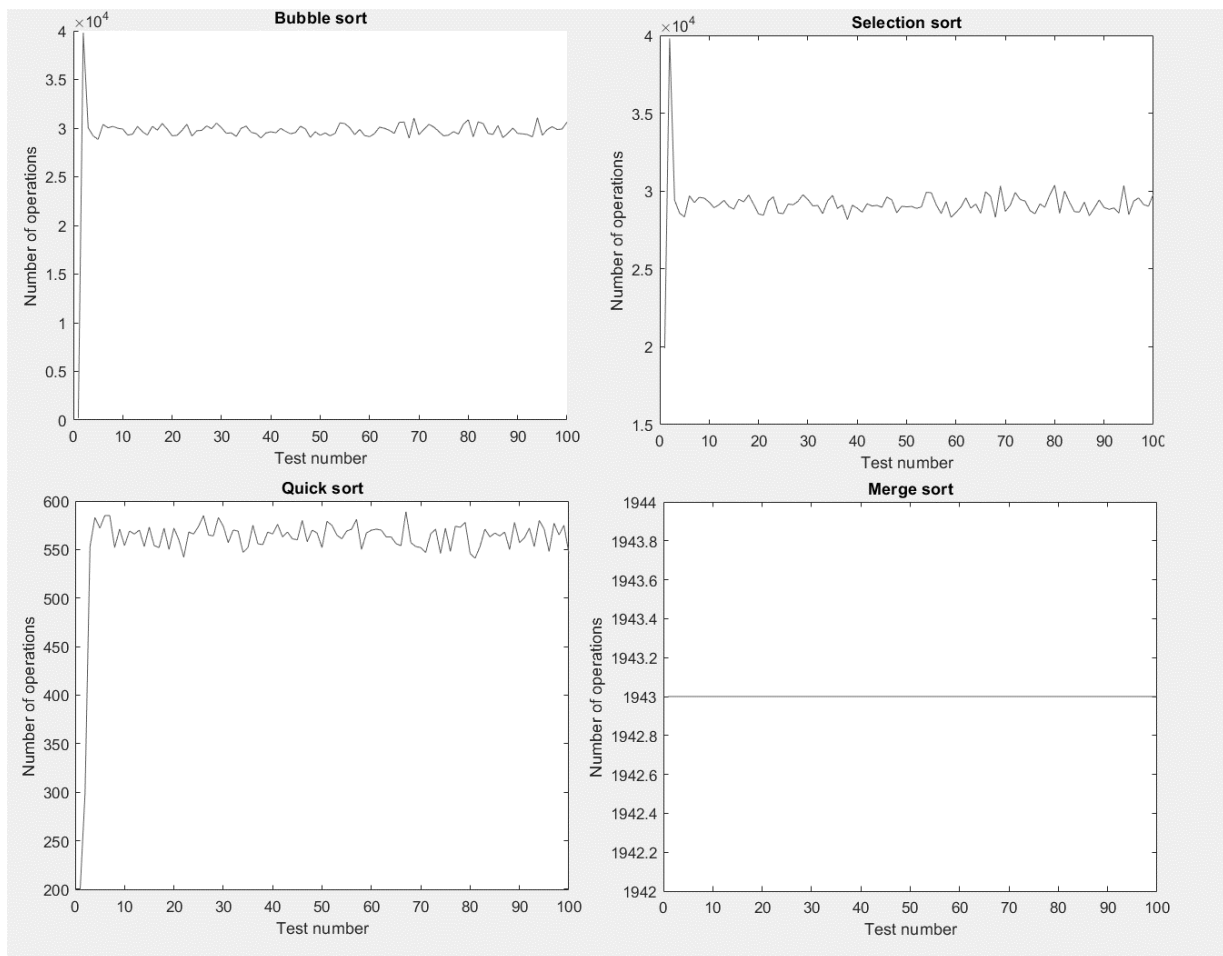 Bubble sort
×10⁴
4
3.5
3
2.5
2
1.5
1
0.5
0
0 10 20 30 40 50 60 70 80 90 100
Number of operations
Test number
Selection sort
×10⁴
4
3.5
3
2.5
2
1.5
0 10 20 30 40 50 60 70 80 90 100
Number of operations
Test number
Quick sort
600
550
500
450
400
350
300
250
200
0 10 20 30 40 50 60 70 80 90 100
Number of operations
Test number
Merge sort
1944
1943.8
1943.6
1943.4
1943.2
1943
1942.8
1942.6
1942.4
1942.2
1942
0 10 20 30 40 50 60 70 80 90 100
Number of operations
Test number